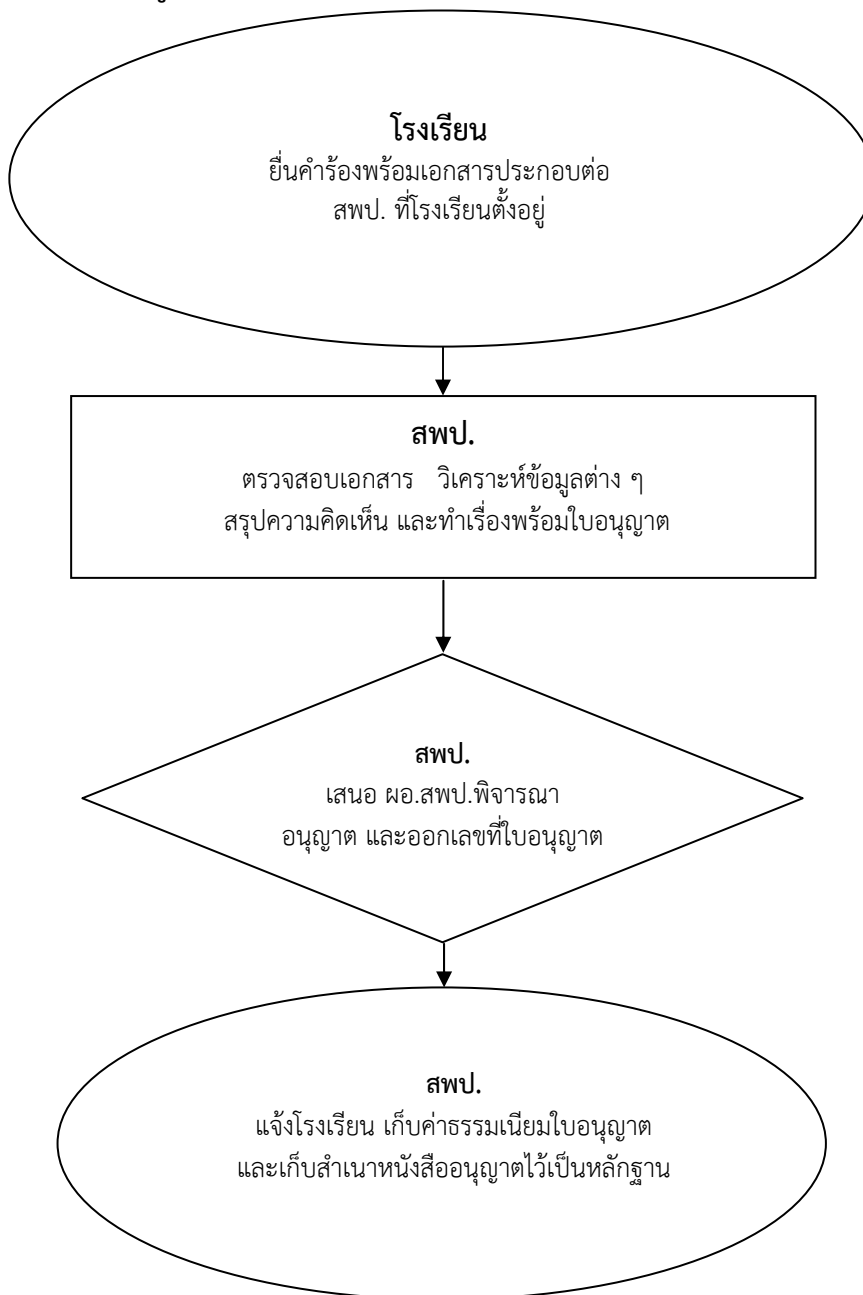 โรงเรียน
ยื่นคำร้องพร้อมเอกสารประกอบต่อ
สพป. ที่โรงเรียนตั้งอยู่
สพป.
ตรวจสอบเอกสาร วิเคราะห์ข้อมูลต่าง ๆ
สรุปความคิดเห็น และทำเรื่องพร้อมใบอนุญาต
สพป.
เสนอ ผอ.สพป.พิจารณา
อนุญาต และออกเลขที่ใบอนุญาต
สพป.
แจ้งโรงเรียน เก็บค่าธรรมเนียมใบอนุญาต
และเก็บสำเนาหนังสืออนุญาตไว้เป็นหลักฐาน